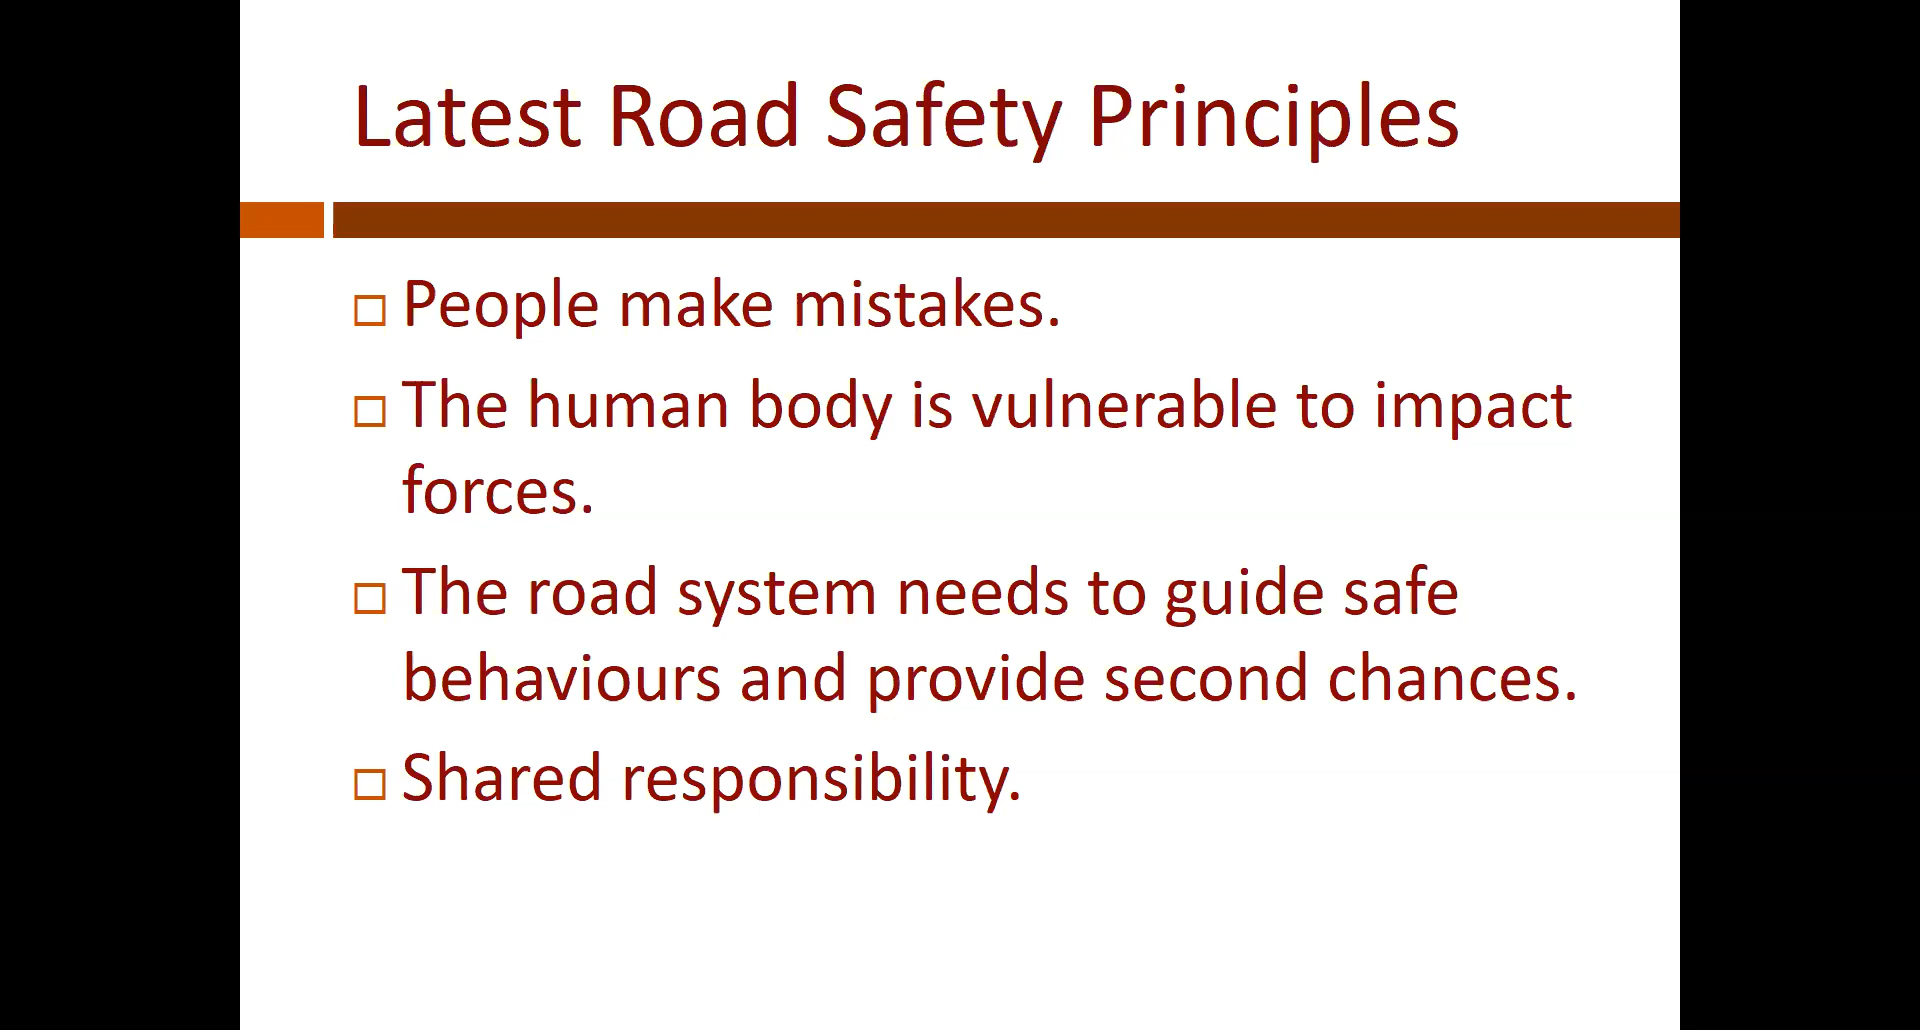 Latest Road Safety Principles
People make mistakes.
The human body is vulnerable to impact
forces.
The road system needs to guide safe
behaviours and provide second chances.
Shared responsibility.